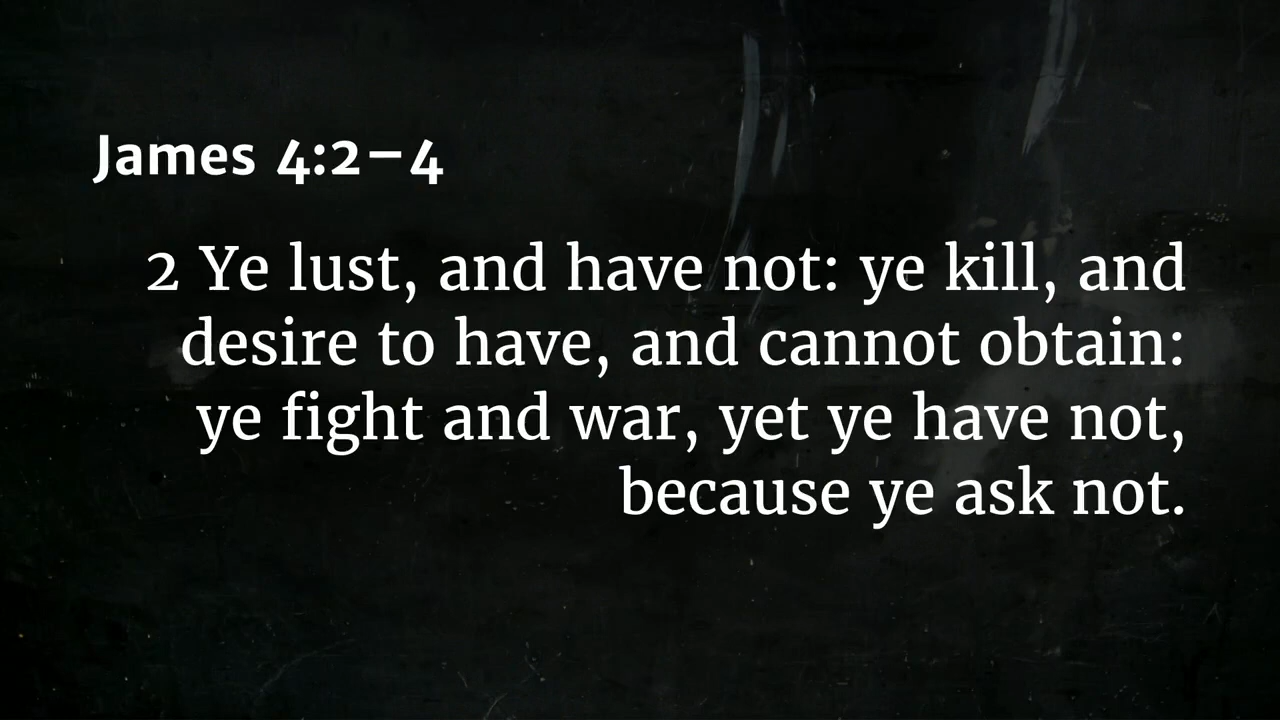 James 4:2–4
2 Ye lust, and have not: ye kill, and
desire to have, and cannot obtain:
ye fight and war, yet ye have not,
because ye ask not.